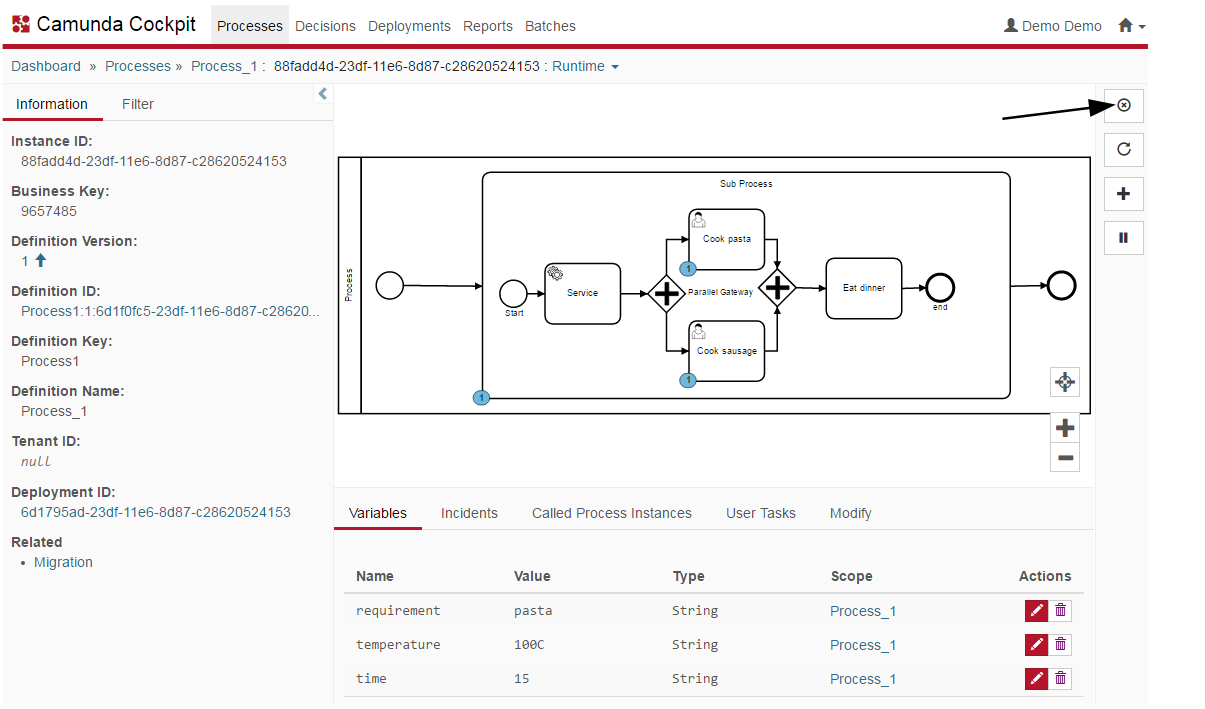 Camunda Cockpit Processes Decisions Deployments Reports Batches Demo Demo
Dashboard » Processes » Process_1 : 88fadd4d-23df-11e6-8d87-c28620524153 : Runtime
Information Filter
Instance ID:
88fadd4d-23df-11e6-8d87-c28620524153
Business Key:
9657485
Definition Version:
1
Definition ID:
Process1:1:6d1f0fc5-23df-11e6-8d87-c28620...
Definition Key:
Process1
Definition Name:
Process_1
Tenant ID:
null
Deployment ID:
6d1795ad-23df-11e6-8d87-c28620524153
Related
• Migration
Process
Sub Process
Start
Service
Cook pasta
1
Parallel Gateway
Cook sausage
1
Eat dinner
end
1
Variables Incidents Called Process Instances User Tasks Modify
Name Value Type Scope Actions
requirement pasta String Process_1
temperature 100C String Process_1
time 15 String Process_1